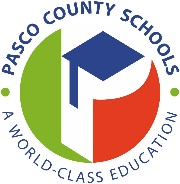 PASCO COUNTY SCHOOLS
A WORLD-CLASS EDUCATION